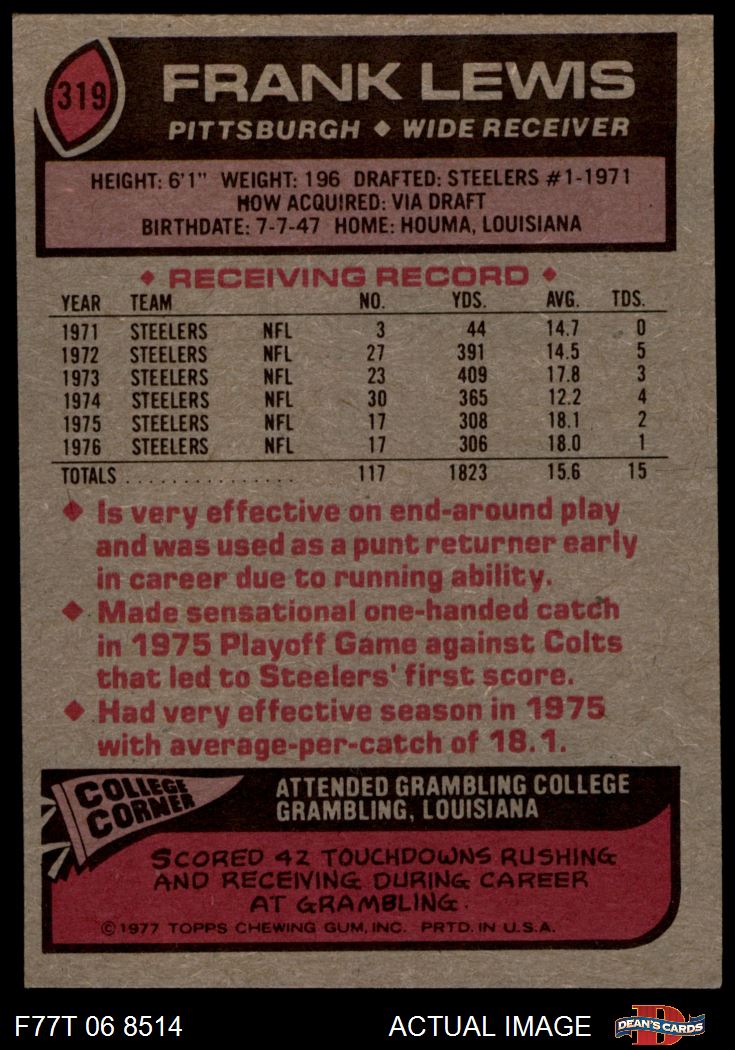 319
FRANK LEWIS
PITTSBURGH ♦ WIDE RECEIVER
HEIGHT: 6'1" WEIGHT: 196 DRAFTED: STEELERS #1-1971
HOW ACQUIRED: VIA DRAFT
BIRTHDATE: 7-7-47 HOME: HOUMA, LOUISIANA
♦ RECEIVING RECORD ♦
YEAR TEAM NO. YDS. AVG. TDS.
1971 STEELERS NFL 3 44 14.7 0
1972 STEELERS NFL 27 391 14.5 5
1973 STEELERS NFL 23 409 17.8 3
1974 STEELERS NFL 30 365 12.2 4
1975 STEELERS NFL 17 308 18.1 2
1976 STEELERS NFL 17 306 18.0 1
TOTALS . . . . . . . . . . . . . . . 117 1823 15.6 15
♦ Is very effective on end-around play
and was used as a punt returner early
in career due to running ability.
♦ Made sensational one-handed catch
in 1975 Playoff Game against Colts
that led to Steelers' first score.
♦ Had very effective season in 1975
with average-per-catch of 18.1.
COLLEGE
CORNER
ATTENDED GRAMBLING COLLEGE
GRAMBLING, LOUISIANA
SCORED 42 TOUCHDOWNS RUSHING
AND RECEIVING DURING CAREER
AT GRAMBLING.
©1977 TOPPS CHEWING GUM, INC. PRTD. IN U.S.A.
F77T 06 8514 ACTUAL IMAGE
D
DEAN'S CARDS